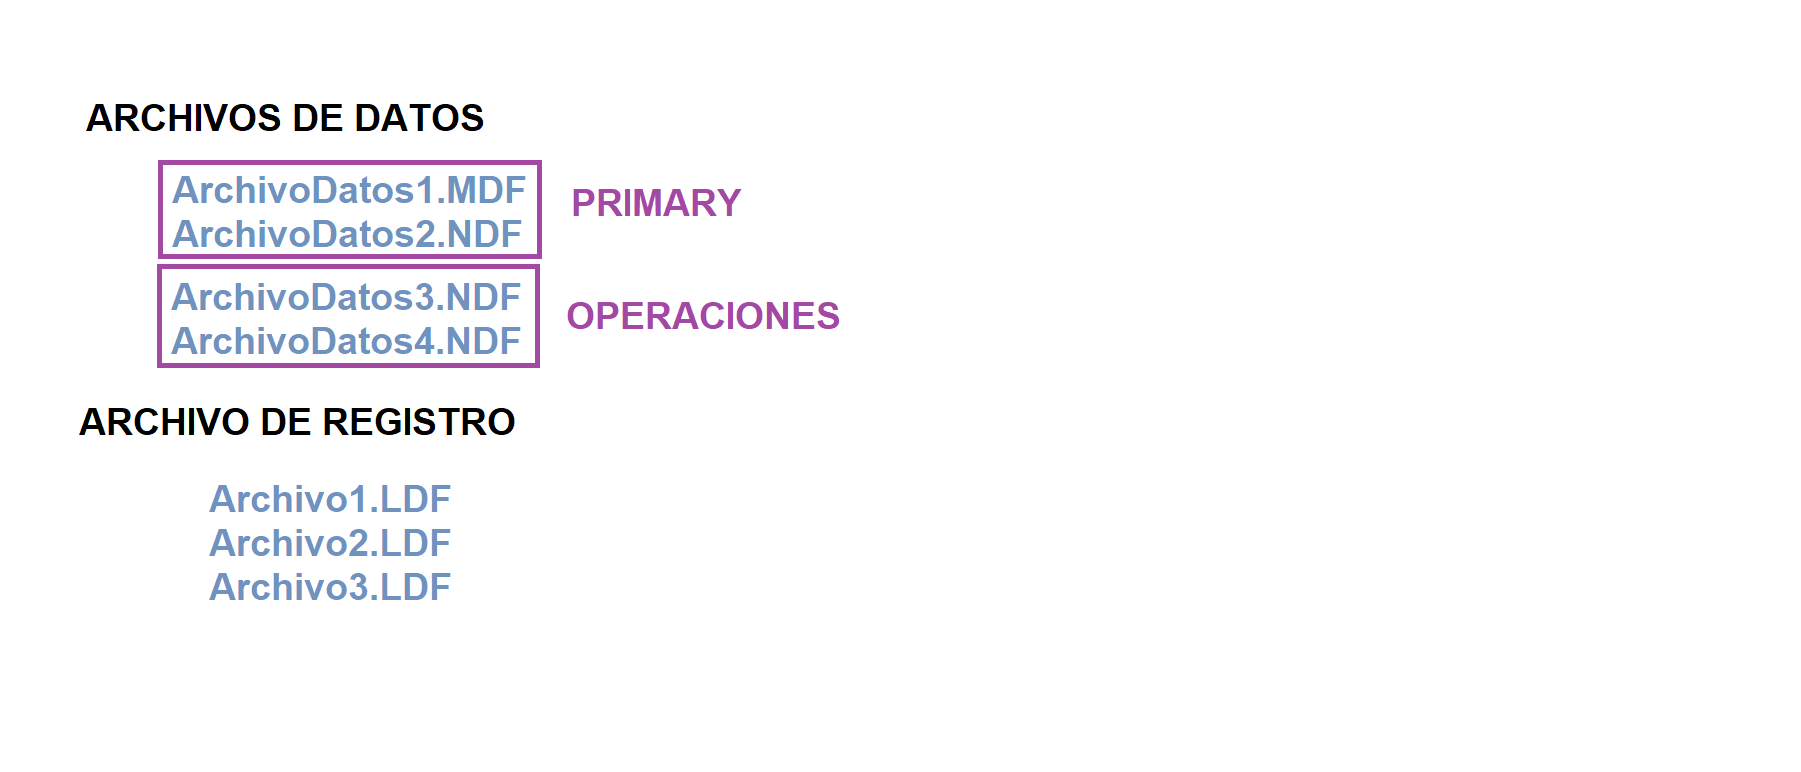 ARCHIVOS DE DATOS
ArchivoDatos1.MDF
ArchivoDatos2.NDF
PRIMARY
ArchivoDatos3.NDF
ArchivoDatos4.NDF
OPERACIONES
ARCHIVO DE REGISTRO
Archivo1.LDF
Archivo2.LDF
Archivo3.LDF